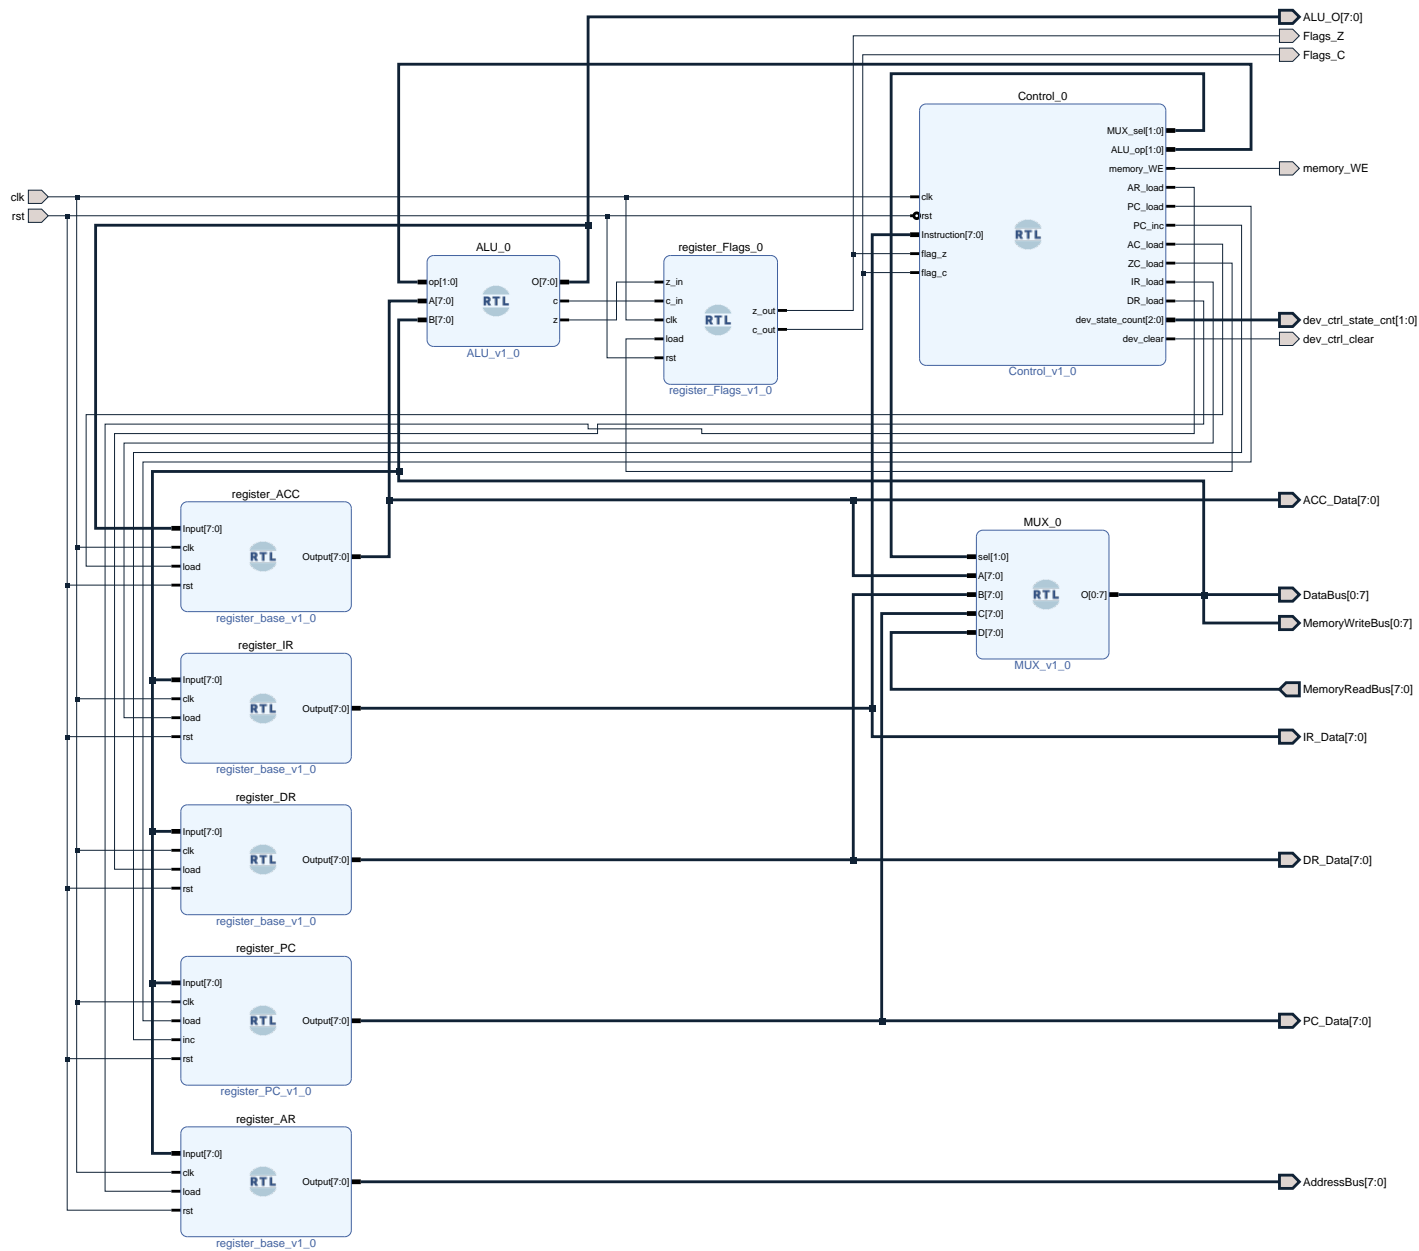 ALU_O[7:0]
Flags_Z
Flags_C
Control_0
MUX_sel[1:0]
ALU_op[1:0]
memory_WE
memory_WE
AR_load
clk
clk
PC_load
rst
rst
PC_inc
Instruction[7:0]
RTL
AC_load
flag_z
ZC_load
flag_c
IR_load
DR_load
dev_state_count[2:0]
dev_ctrl_state_cnt[1:0]
dev_clear
dev_ctrl_clear
Control_v1_0
ALU_0
op[1:0]
O[7:0]
A[7:0]
RTL
c
B[7:0]
z
ALU_v1_0
register_Flags_0
z_in
c_in
z_out
clk
RTL
c_out
load
rst
register_Flags_v1_0
register_ACC
Input[7:0]
clk
RTL
Output[7:0]
load
rst
register_base_v1_0
ACC_Data[7:0]
MUX_0
sel[1:0]
A[7:0]
B[7:0]
RTL
O[0:7]
C[7:0]
D[7:0]
MUX_v1_0
DataBus[0:7]
MemoryWriteBus[0:7]
MemoryReadBus[7:0]
register_IR
Input[7:0]
clk
RTL
Output[7:0]
load
rst
register_base_v1_0
IR_Data[7:0]
register_DR
Input[7:0]
clk
RTL
Output[7:0]
load
rst
register_base_v1_0
DR_Data[7:0]
register_PC
Input[7:0]
clk
load
RTL
Output[7:0]
inc
rst
register_PC_v1_0
PC_Data[7:0]
register_AR
Input[7:0]
clk
RTL
Output[7:0]
load
rst
register_base_v1_0
AddressBus[7:0]